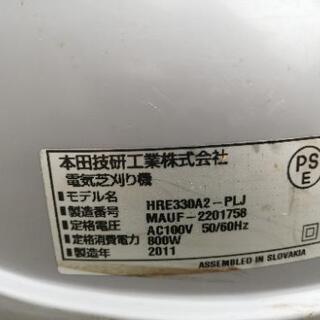 本田技研工業株式会社
電気芝刈り機
モデル名 HRE330A2-PLJ
製造番号 MAUF-2201758
定格電圧 AC100V 50/60Hz
定格消費電力 800W
製造年 2011
PS
E
ASSEMBLED IN SLOVAKIA